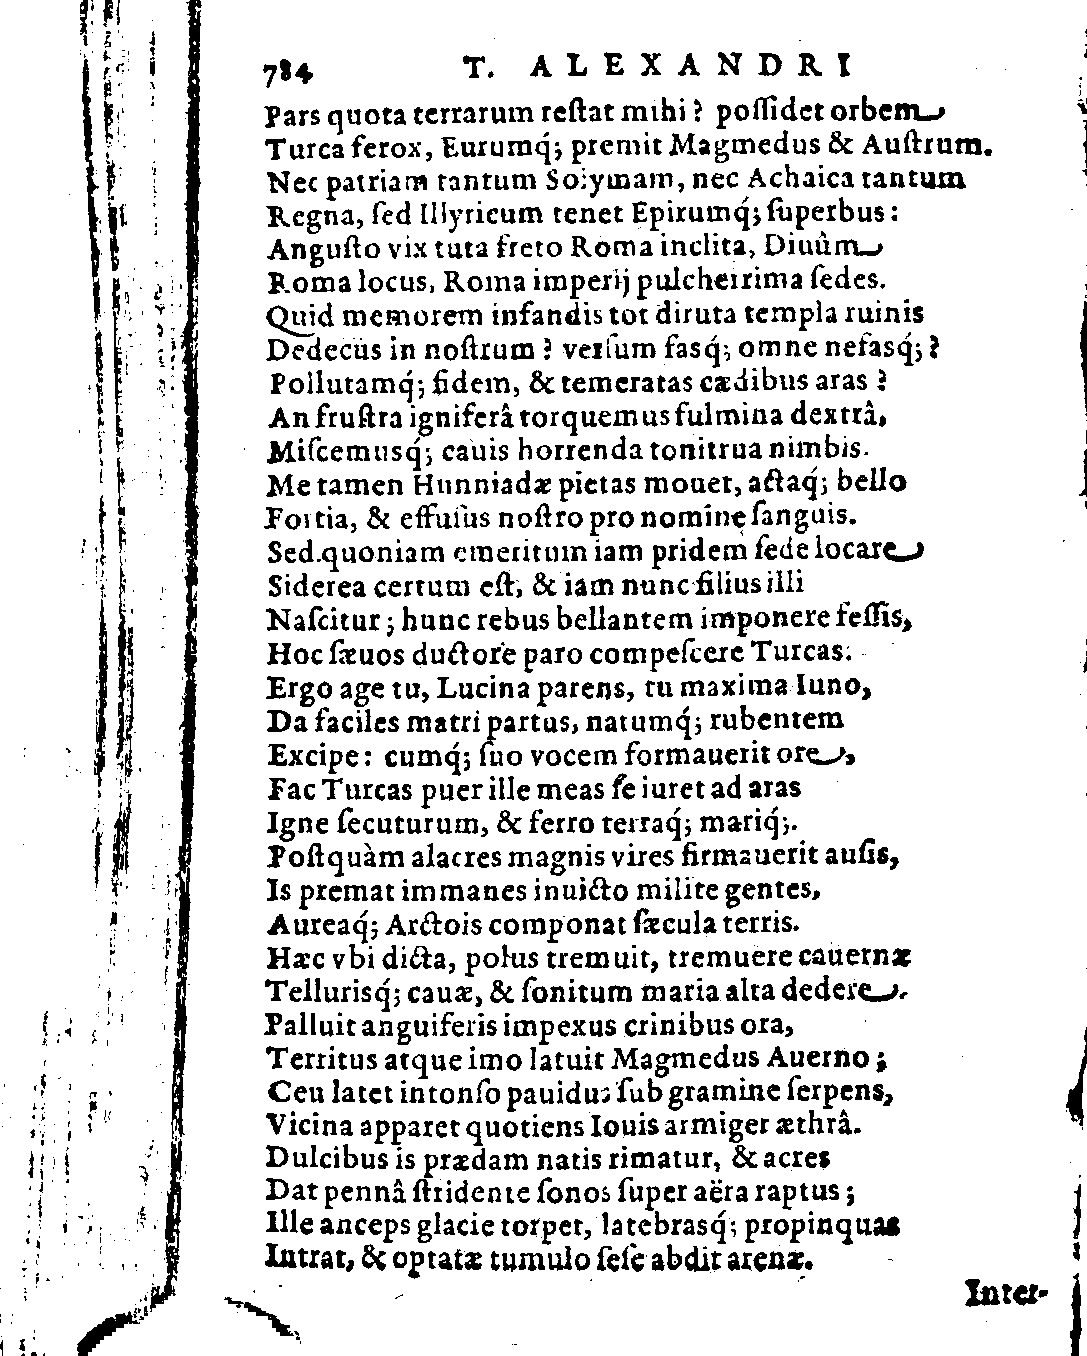 784 T. ALEXANDRI
Pars quota terrarum reſtat mihi? poſſidet orbem
Turca ferox, Eurumq́; premit Magmedus & Auſtrum.
Nec patriam tantum Solymam, nec Achaica tantum
Regna, ſed Illyricum tenet Epirumq́; ſuperbus:
Anguſto vix tuta freto Roma inclita, Diuûm
Roma locus, Roma imperij pulcherrima ſedes.
Quid memorem infandis tot diruta templa ruinis
Dedecus in noſtrum? verſum fasq́; omne nefasq́;?
Pollutamq́; fidem, & temeratas cædibus aras?
An fruſtra igniferâ torquemus fulmina dextrâ,
Miſcemusq́; cauis horrenda tonitrua nimbis.
Me tamen Hunniadæ pietas mouet, actaq́; bello
Fortia, & effuſus noſtro pro nomine ſanguis.
Sed quoniam emeritum iam pridem ſede locare
Siderea certum eſt, & iam nunc filius illi
Naſcitur; hunc rebus bellantem imponere feſſis,
Hoc ſæuos ductore paro compeſcere Turcas.
Ergo age tu, Lucina parens, tu maxima Iuno,
Da faciles matri partus, natumq́; rubentem
Excipe: cumq́; ſuo vocem formauerit ore,
Fac Turcas puer ille meas ſe iuret ad aras
Igne ſecuturum, & ferro terraq́; mariq́;.
Poſtquàm alacres magnis vires firmauerit auſis,
Is premat immanes inuicto milite gentes,
Aureaq́; Arctois componat ſæcula terris.
Hæc vbi dicta, polus tremuit, tremuere cauernæ
Tellurisq́; cauæ, & ſonitum maria alta dedere.
Palluit anguiferis impexus crinibus ora,
Territus atque imo latuit Magmedus Auerno;
Ceu latet intonſo pauidus ſub gramine ſerpens,
Vicina apparet quotiens Iouis armiger æthrâ.
Dulcibus is prædam natis rimatur, & acres
Dat pennâ ſtridente ſonos ſuper aëra raptus;
Ille anceps glacie torpet, latebrasq́; propinquas
Intrat, & optatæ tumulo ſeſe abdit arenæ.
Inter-